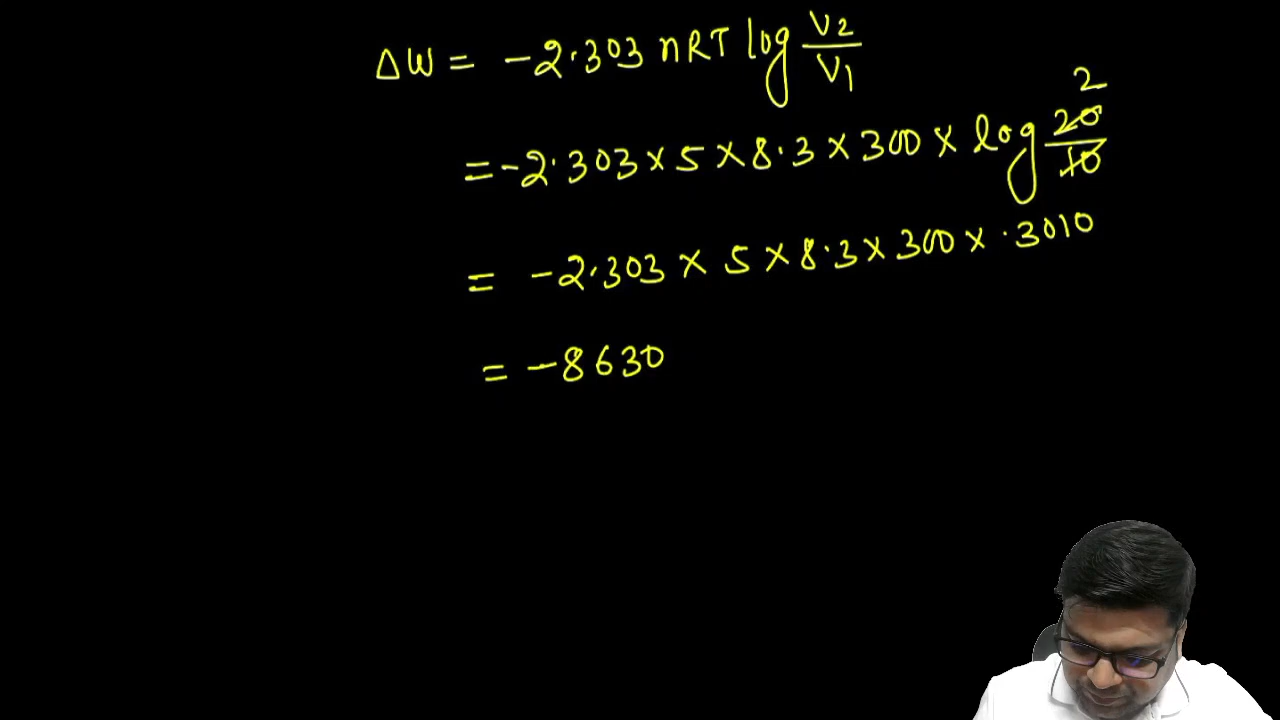 ΔW = -2.303 nRT log V2/V1
= -2.303 × 5 × 8.3 × 300 × log 20/10 2
= -2.303 × 5 × 8.3 × 300 × .3010
= -8630